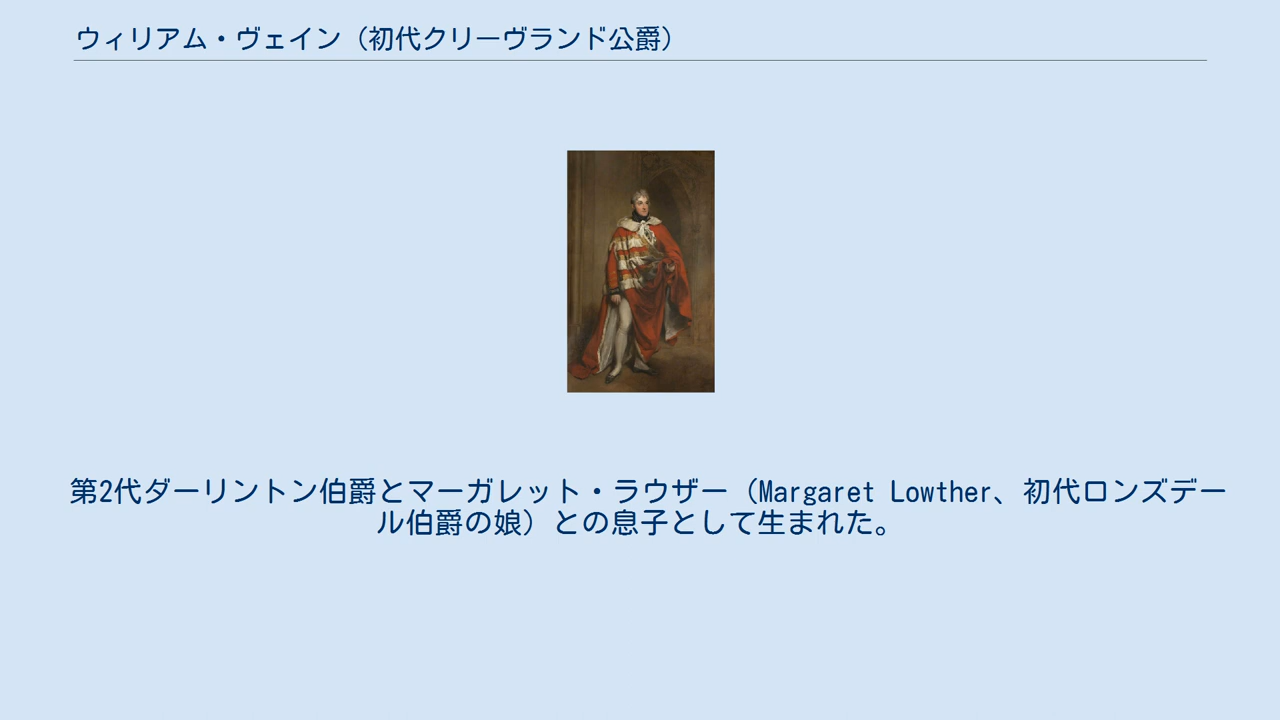 ウィリアム・ヴェイン（初代クリーヴランド公爵）
第2代ダーリントン伯爵とマーガレット・ラウザー（Margaret Lowther、初代ロンズデー
ル伯爵の娘）との息子として生まれた。